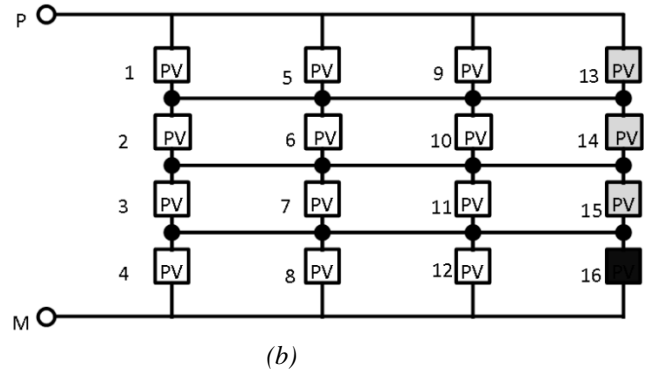 P
1 PV 5 PV 9 PV 13 PV
2 PV 6 PV 10 PV 14 PV
3 PV 7 PV 11 PV 15 PV
4 PV 8 PV 12 PV 16 PV
M
(b)